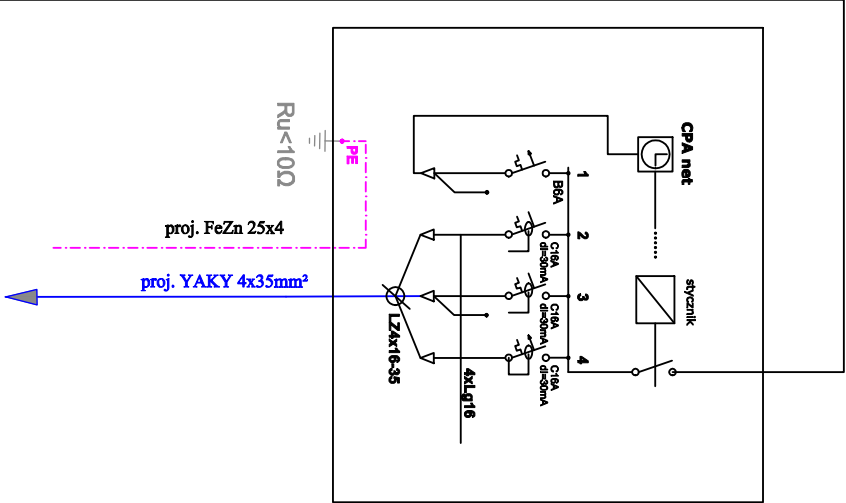 CPA net
1
B6A
2
C16A
dI=30mA
3
C16A
dI=30mA
4
C16A
dI=30mA
stycznik
Ru<10Ω
PE
proj. FeZn 25x4
proj. YAKY 4x35mm²
LZ4x16-35
4xLg16